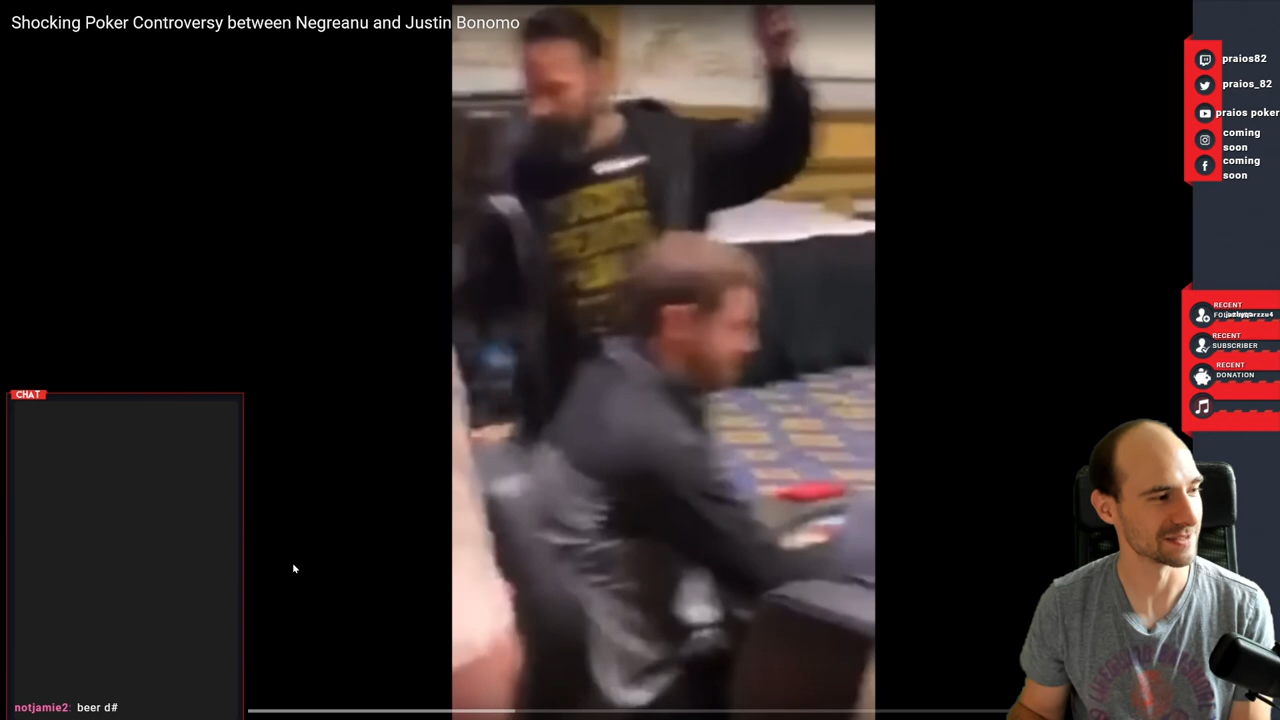 Shocking Poker Controversy between Negreanu and Justin Bonomo
praios82
praios_82
praios poker
coming
soon
coming
soon
RECENT
RECENT
SUBSCRIBER
RECENT
DONATION
CHAT
notjamie2: beer d#